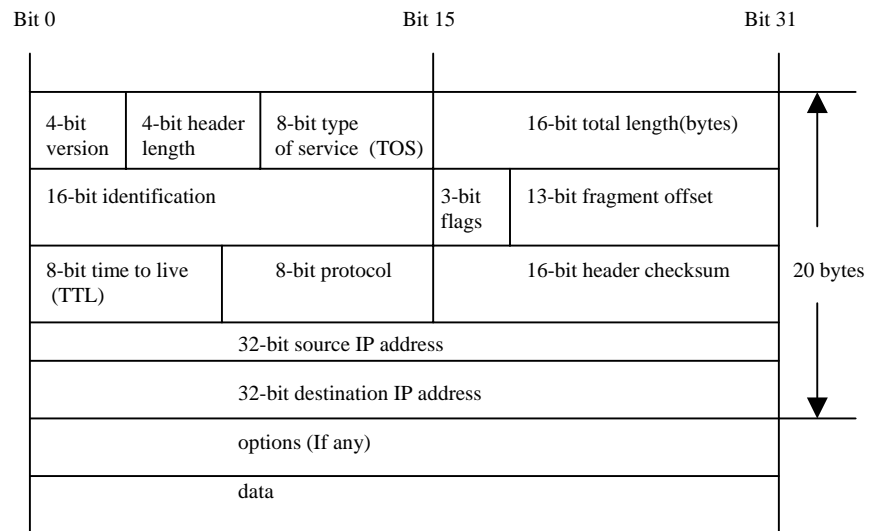 Bit 0
Bit 15
Bit 31
4-bit
version
4-bit header
length
8-bit type
of service (TOS)
16-bit total length(bytes)
16-bit identification
3-bit
flags
13-bit fragment offset
8-bit time to live
(TTL)
8-bit protocol
16-bit header checksum
20 bytes
32-bit source IP address
32-bit destination IP address
options (If any)
data